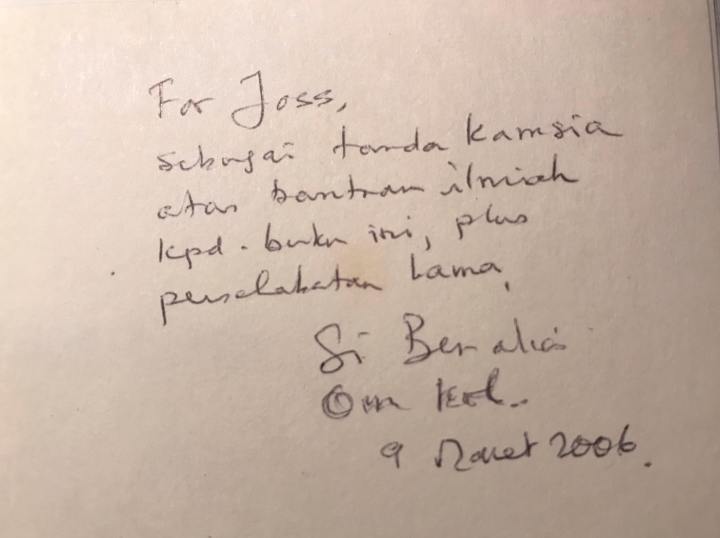 For Joss,
sebagai tanda kamsia
atas bantuan ilmiah
kpd. buku ini, plus
persahabatan lama,
Si Ben alias
Om
9 Maret 2006.